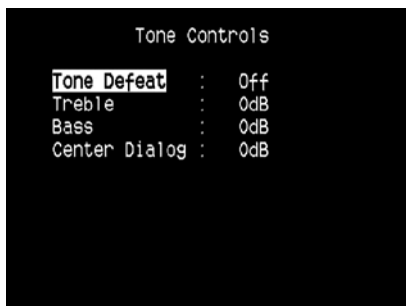 Tone Controls
Tone Defeat : Off
Treble : 0dB
Bass : 0dB
Center Dialog : 0dB